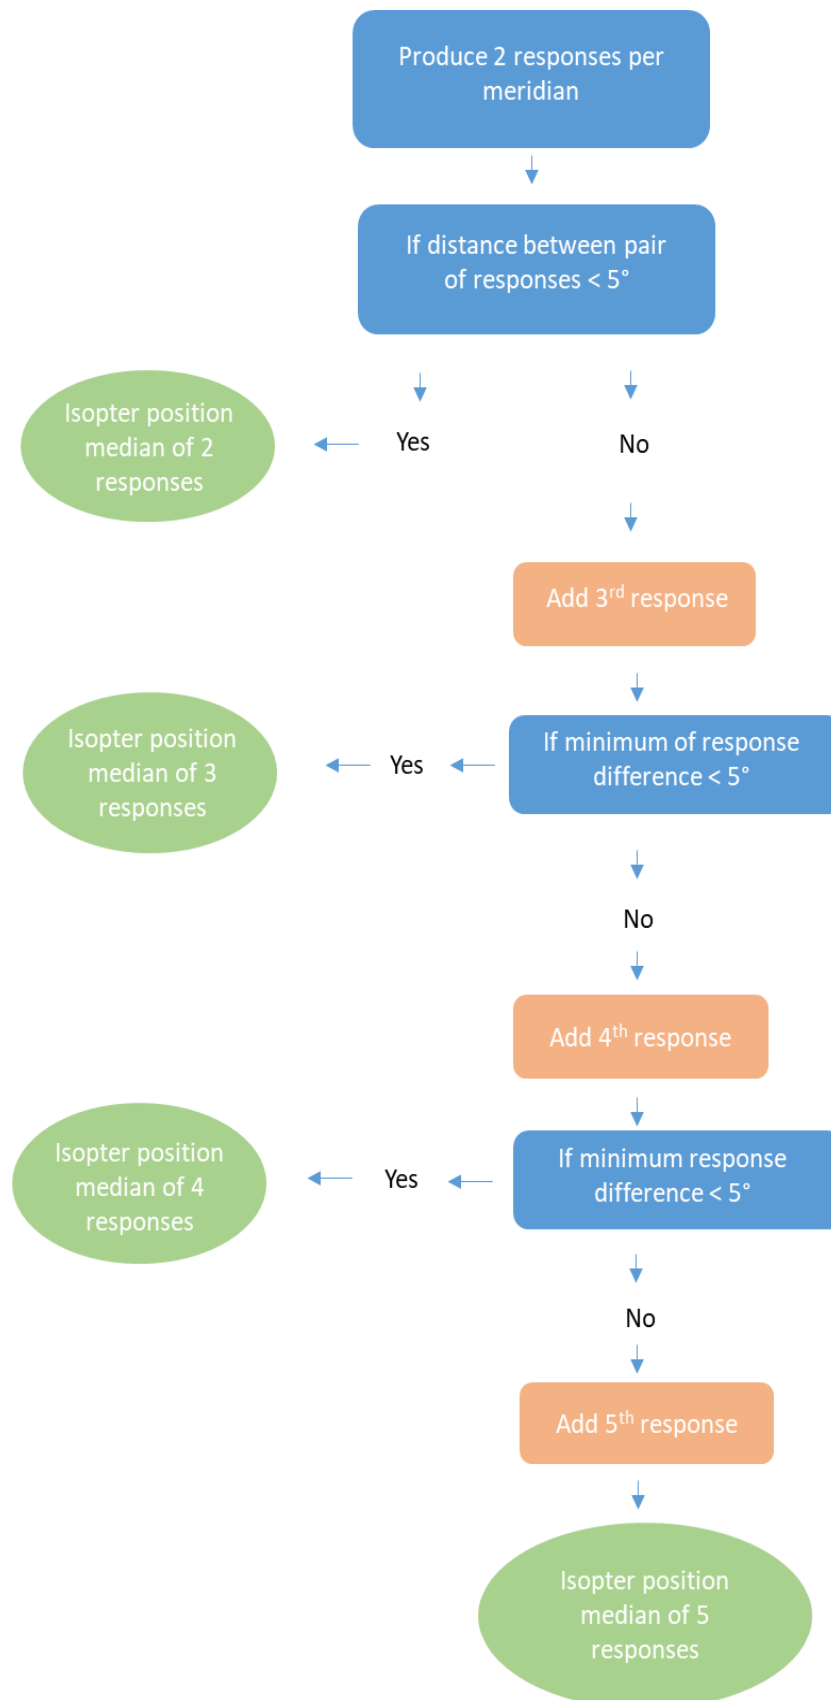 Produce 2 responses per
meridian
If distance between pair
of responses < 5°
Yes
No
Isopter position
median of 2
responses
Add 3rd response
If minimum of response
difference < 5°
Yes
Isopter position
median of 3
responses
No
Add 4th response
If minimum response
difference < 5°
Yes
Isopter position
median of 4
responses
No
Add 5th response
Isopter position
median of 5
responses